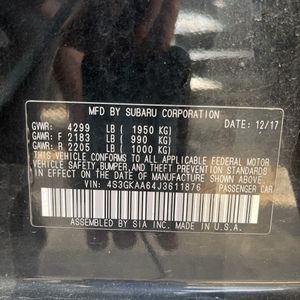 MFD BY SUBARU CORPORATION
DATE: 12/17
GVWR: 4299 LB ( 1950 KG)
GAWR: F 2183 LB ( 990 KG)
GAWR: R 2205 LB ( 1000 KG)
THIS VEHICLE CONFORMS TO ALL APPLICABLE FEDERAL MOTOR
VEHICLE SAFETY, BUMPER, AND THEFT PREVENTION STANDARDS
IN EFFECT ON THE DATE OF MANUFACTURE SHOWN ABOVE.
VIN: 4S3GKAA64J3611876 PASSENGER CAR
ASSEMBLED BY SIA INC. IN U.S.A.